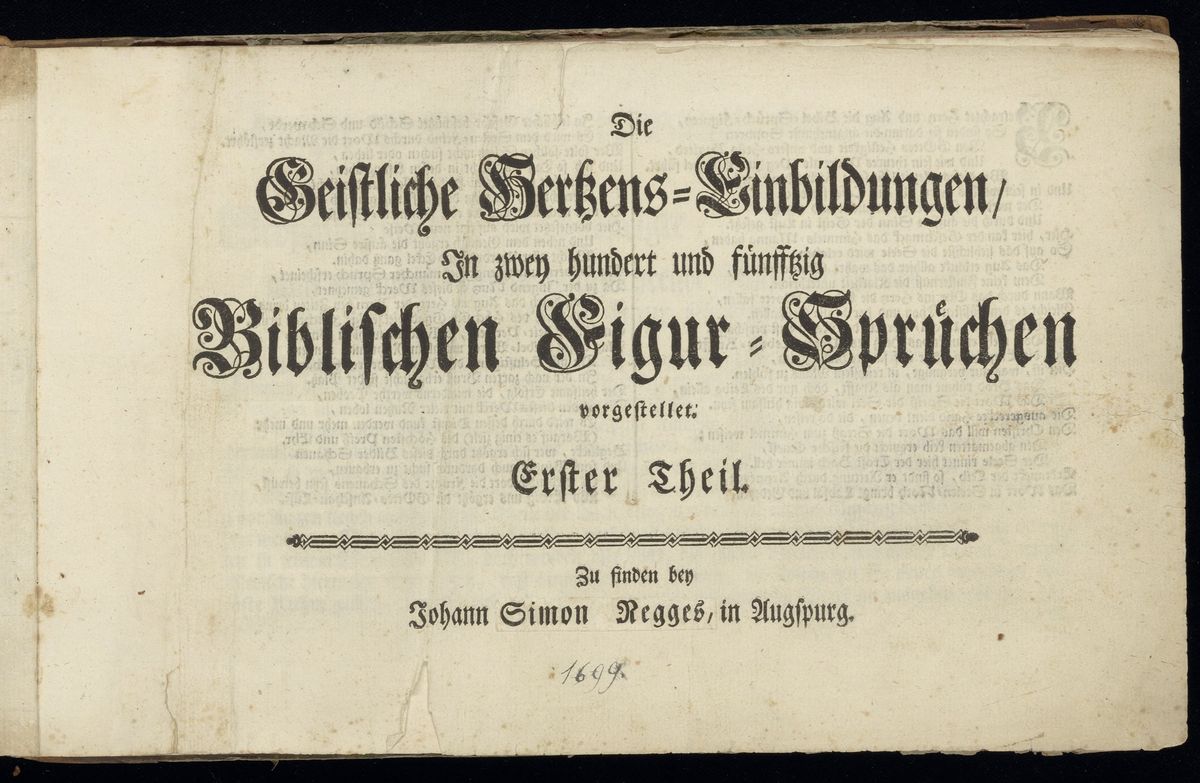 Die
Geistliche Hertzens=Einbildungen/
In zwey hundert und fünfftzig
Biblischen Figur=Sprüchen
vorgestellet.
Erster Theil.
Zu finden bey
Johann Simon Negges, in Augspurg.
1699.